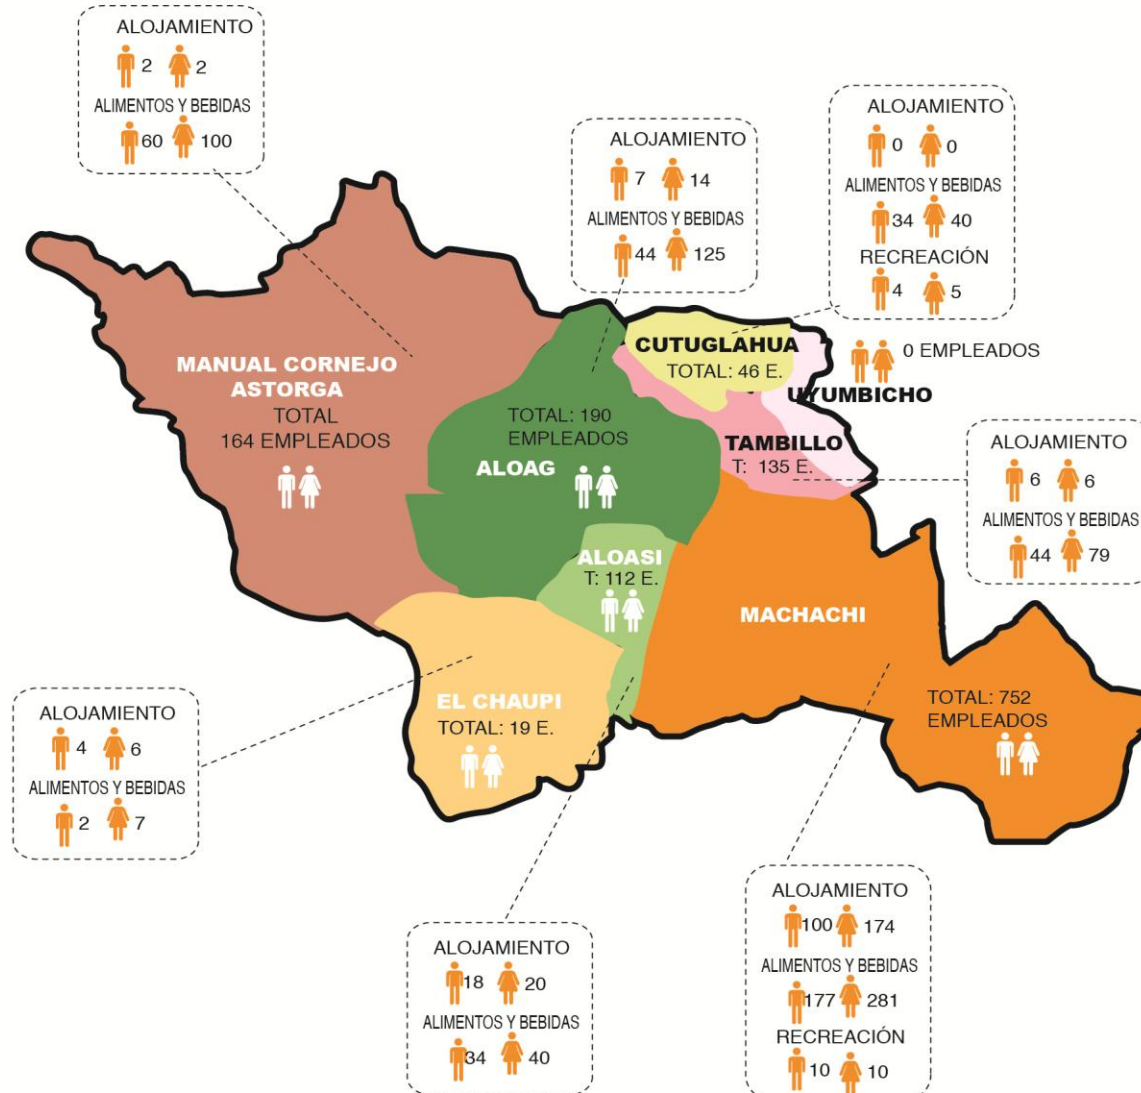 ALOJAMIENTO
2 2
ALIMENTOS Y BEBIDAS
60 100
ALOJAMIENTO
7 14
ALIMENTOS Y BEBIDAS
44 125
ALOJAMIENTO
0 0
ALIMENTOS Y BEBIDAS
34 40
RECREACIÓN
4 5
MANUAL CORNEJO
ASTORGA
TOTAL
164 EMPLEADOS
TOTAL: 190
EMPLEADOS
ALOAG
CUTUGLAHUA
TOTAL: 46 E.
0 EMPLEADOS
UYUMBICHO
TAMBILLO
T: 135 E.
ALOJAMIENTO
6 6
ALIMENTOS Y BEBIDAS
44 79
ALOASI
T: 112 E.
MACHACHI
TOTAL: 752
EMPLEADOS
EL CHAUPI
TOTAL: 19 E.
ALOJAMIENTO
4 6
ALIMENTOS Y BEBIDAS
2 7
ALOJAMIENTO
18 20
ALIMENTOS Y BEBIDAS
34 40
ALOJAMIENTO
100 174
ALIMENTOS Y BEBIDAS
177 281
RECREACIÓN
10 10